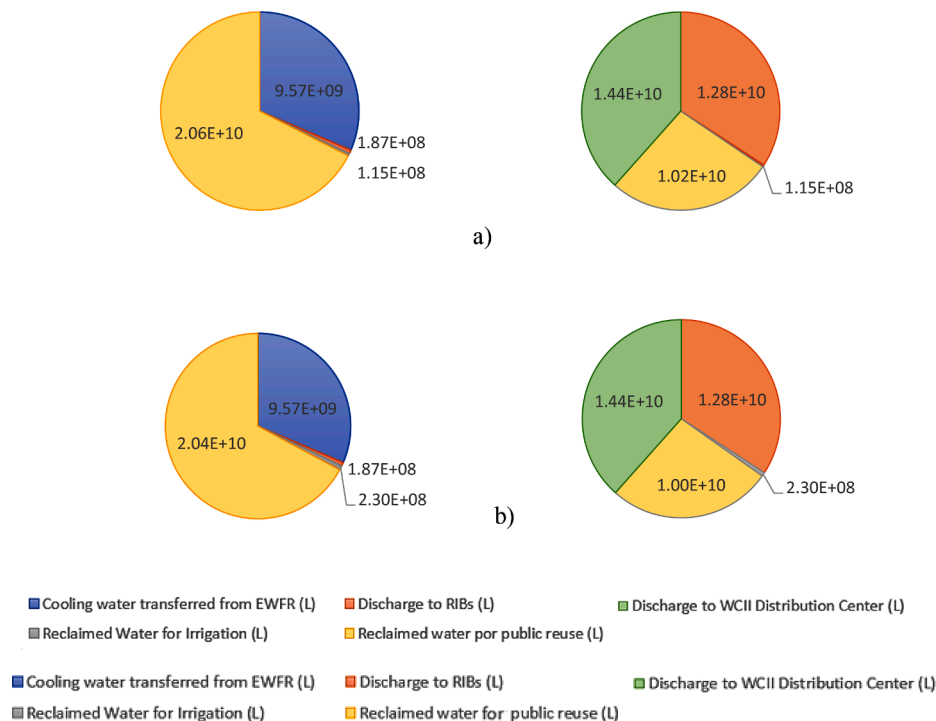 9.57E+09
1.87E+08
2.06E+10
1.15E+08
1.44E+10
1.28E+10
1.02E+10
1.15E+08
a)
9.57E+09
2.04E+10
1.87E+08
2.30E+08
1.44E+10
1.28E+10
1.00E+10
2.30E+08
b)
Cooling water transferred from EWFR (L) Discharge to RIBs (L) Discharge to WCII Distribution Center (L)
Reclaimed Water for Irrigation (L) Reclaimed water por public reuse (L)
Cooling water transferred from EWFR (L) Discharge to RIBs (L) Discharge to WCII Distribution Center (L)
Reclaimed Water for Irrigation (L) Reclaimed water for public reuse (L)